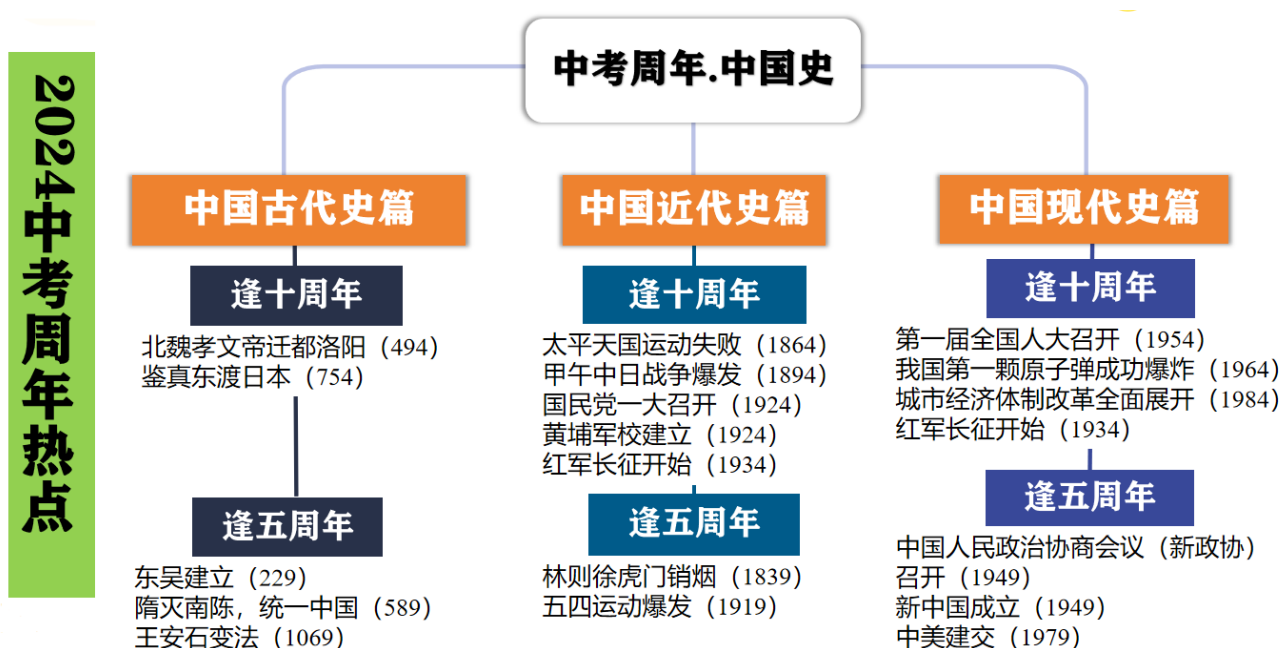 2024中考周年热点
中考周年.中国史
中国古代史篇
逢十周年
北魏孝文帝迁都洛阳（494）
鉴真东渡日本（754）
逢五周年
东吴建立（229）
隋灭南陈，统一中国（589）
王安石变法（1069）
中国近代史篇
逢十周年
太平天国运动失败（1864）
甲午中日战争爆发（1894）
国民党一大召开（1924）
黄埔军校建立（1924）
红军长征开始（1934）
逢五周年
林则徐虎门销烟（1839）
五四运动爆发（1919）
中国现代史篇
逢十周年
第一届全国人大召开（1954）
我国第一颗原子弹成功爆炸（1964）
城市经济体制改革全面展开（1984）
红军长征开始（1934）
逢五周年
中国人民政治协商会议（新政协）
召开（1949）
新中国成立（1949）
中美建交（1979）